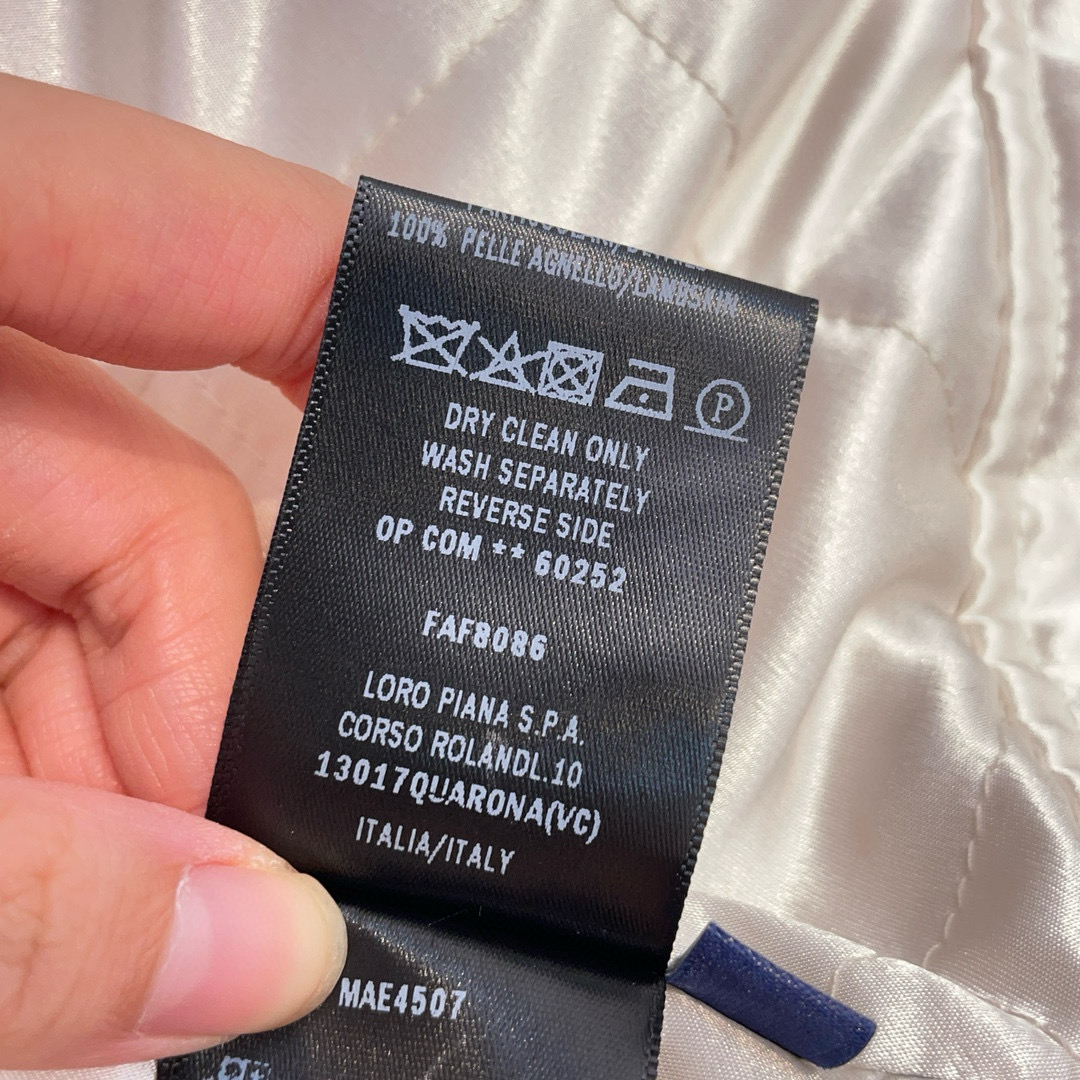 100% PELLE AGNELLO/LAMBSKIN
P
DRY CLEAN ONLY
WASH SEPARATELY
REVERSE SIDE
OP COM ** 60252
FAF8086
LORO PIANA S.P.A.
CORSO ROLANDI.10
13017QUARONA(VC)
ITALIA/ITALY
MAE4507